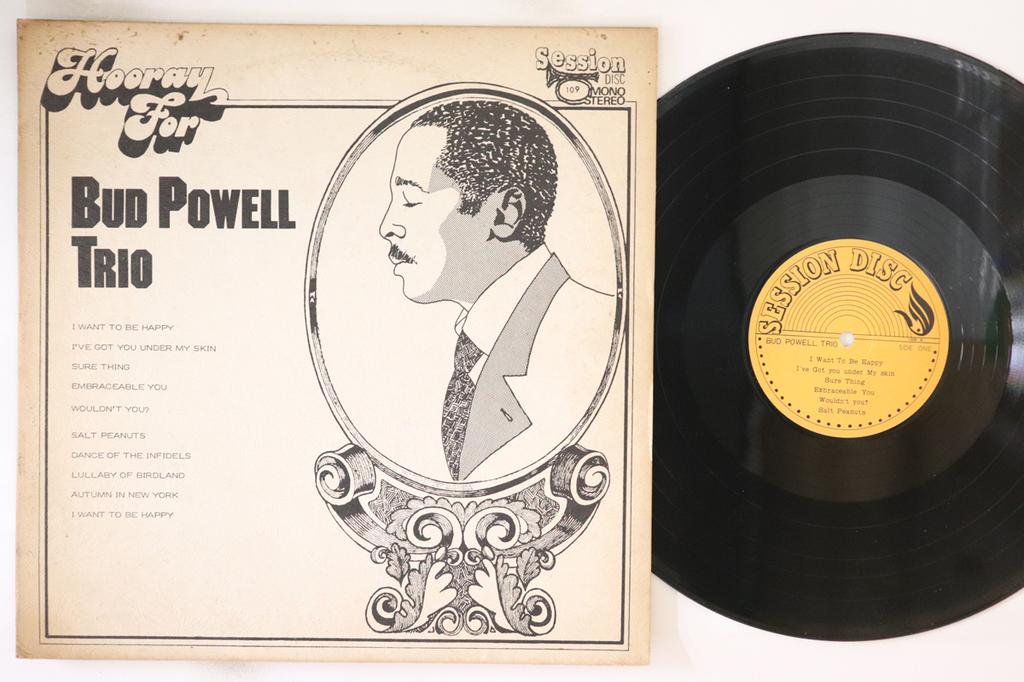 Hooray
For
Session
DISC
109
MONO
STEREO
BUD POWELL
TRIO
I WANT TO BE HAPPY
I'VE GOT YOU UNDER MY SKIN
SURE THING
EMBRACEABLE YOU
WOULDN'T YOU?
SALT PEANUTS
DANCE OF THE INFIDELS
LULLABY OF BIRDLAND
AUTUMN IN NEW YORK
I WANT TO BE HAPPY
SESSION DISC
BUD POWELL TRIO
SIDE ONE
I Want To Be Happy
I've Got you under My skin
Sure Thing
Embraceable You
Wouldn't you?
Salt Peanuts